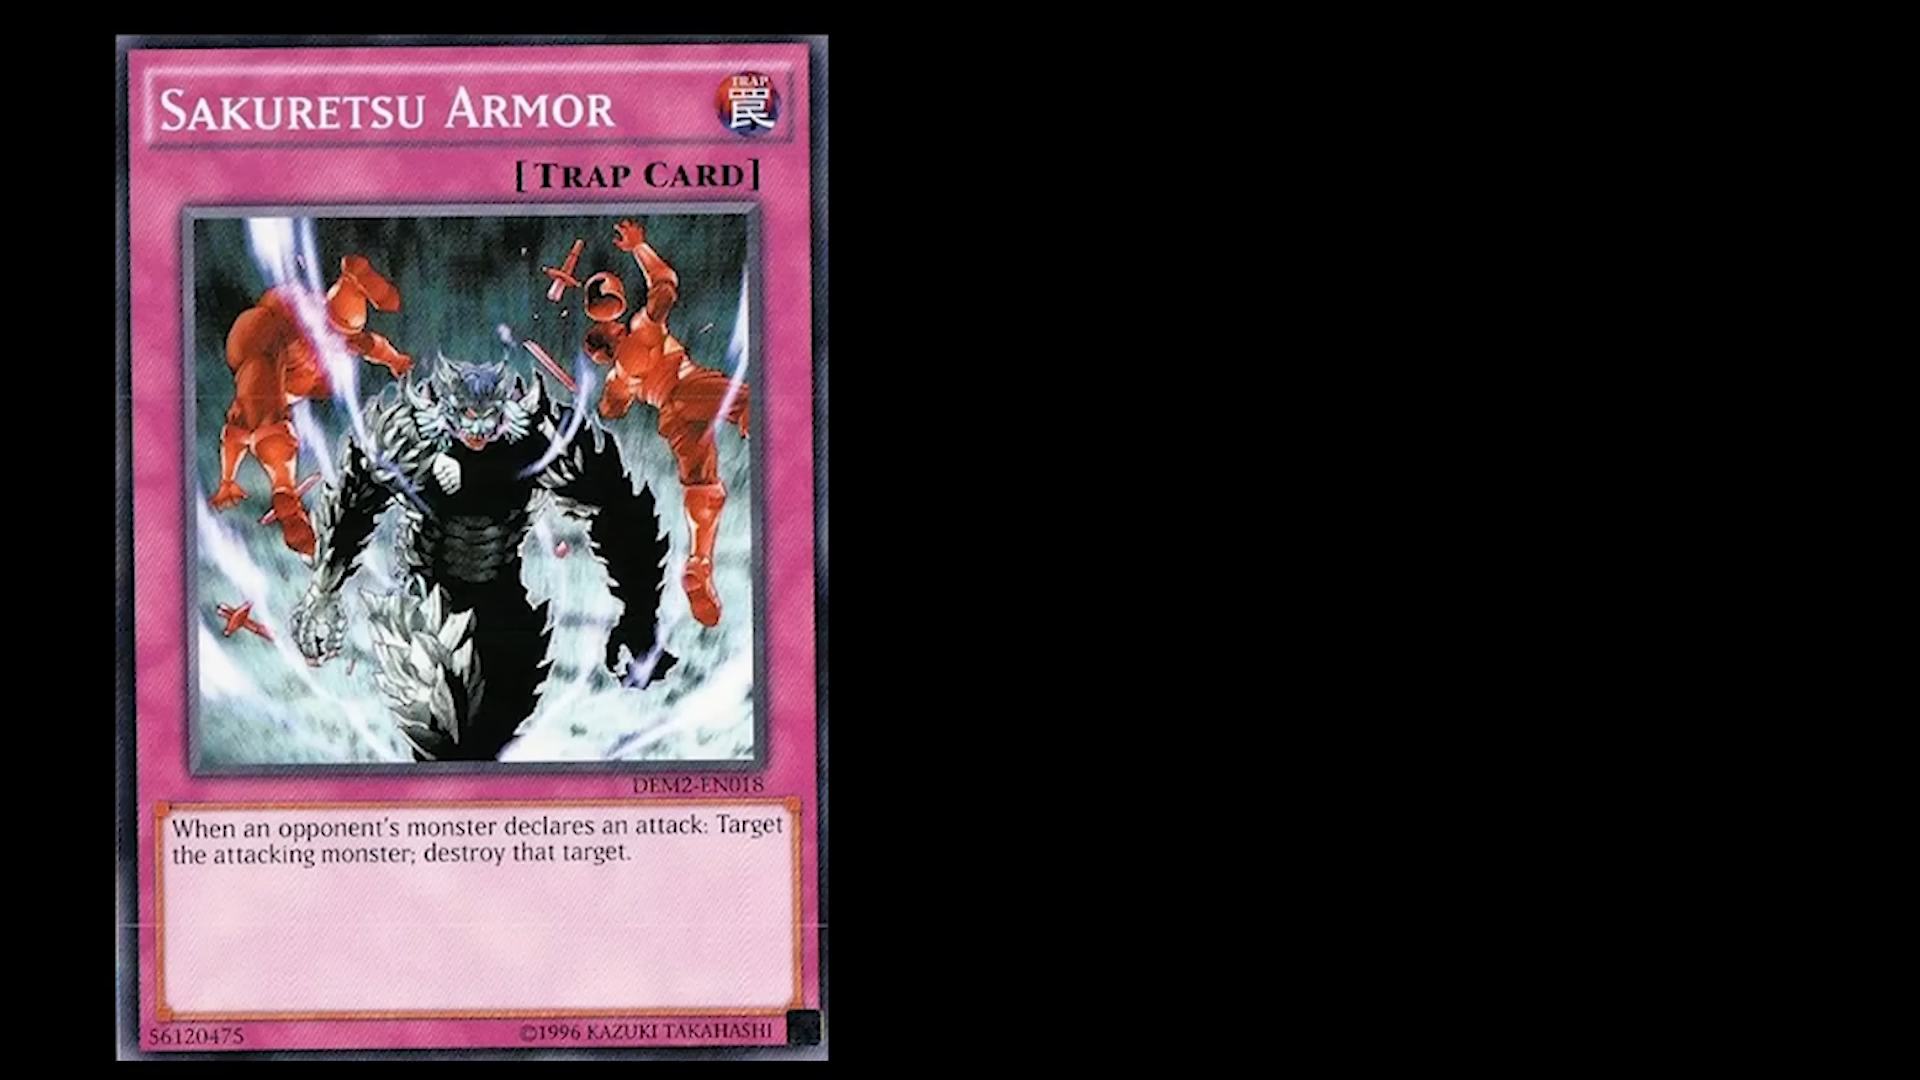 SAKURETSU ARMOR
TRAP
罠
[TRAP CARD]
DEM2-EN018
When an opponent's monster declares an attack: Target
the attacking monster; destroy that target.
56120475
©1996 KAZUKI TAKAHASHI